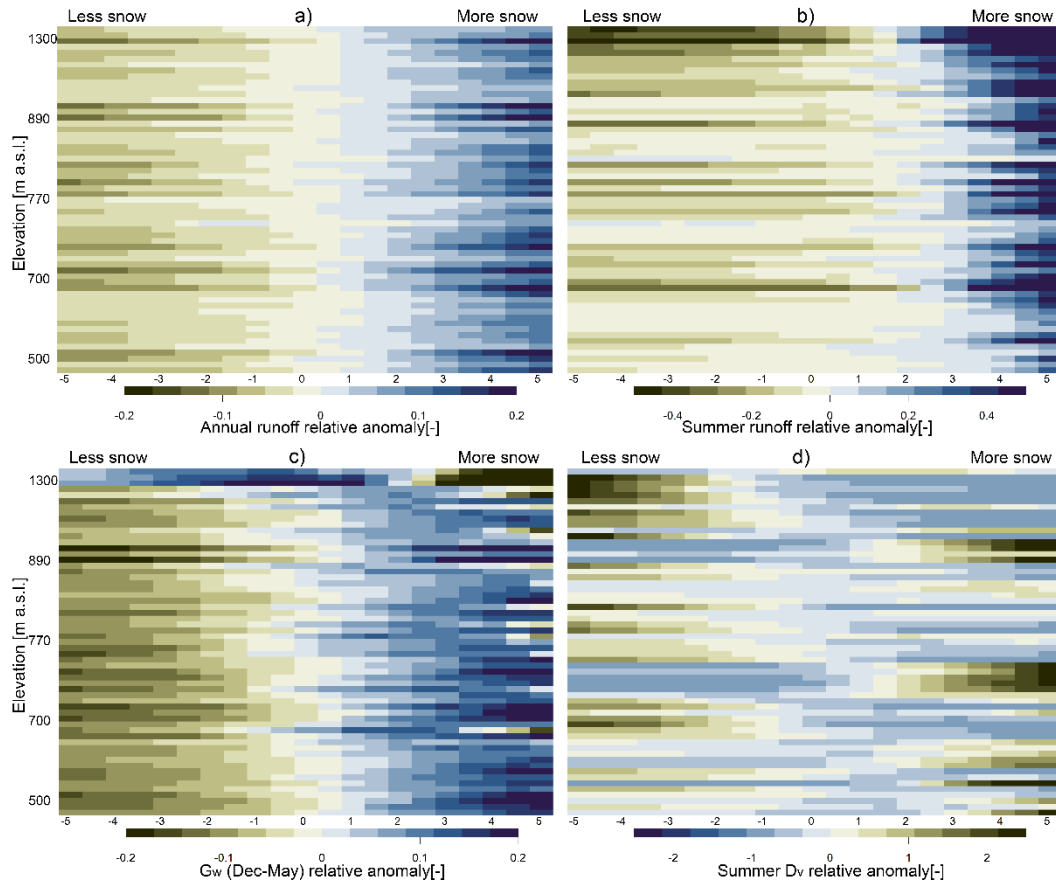 Less snow a) More snow
Elevation [m a.s.l.]
1300
890
770
700
500
-5 -4 -3 -2 -1 0 1 2 3 4 5
-0.2 -0.1 0 0.1 0.2
Annual runoff relative anomaly[-]
Less snow b) More snow
-5 -4 -3 -2 -1 0 1 2 3 4 5
-0.4 -0.2 0 0.2 0.4
Summer runoff relative anomaly[-]
Less snow c) More snow
Elevation [m a.s.l.]
1300
890
770
700
500
-5 -4 -3 -2 -1 0 1 2 3 4 5
-0.2 -0.1 0 0.1 0.2
Gw (Dec-May) relative anomaly[-]
Less snow d) More snow
-5 -4 -3 -2 -1 0 1 2 3 4 5
-2 -1 0 1 2
Summer Dv relative anomaly[-]